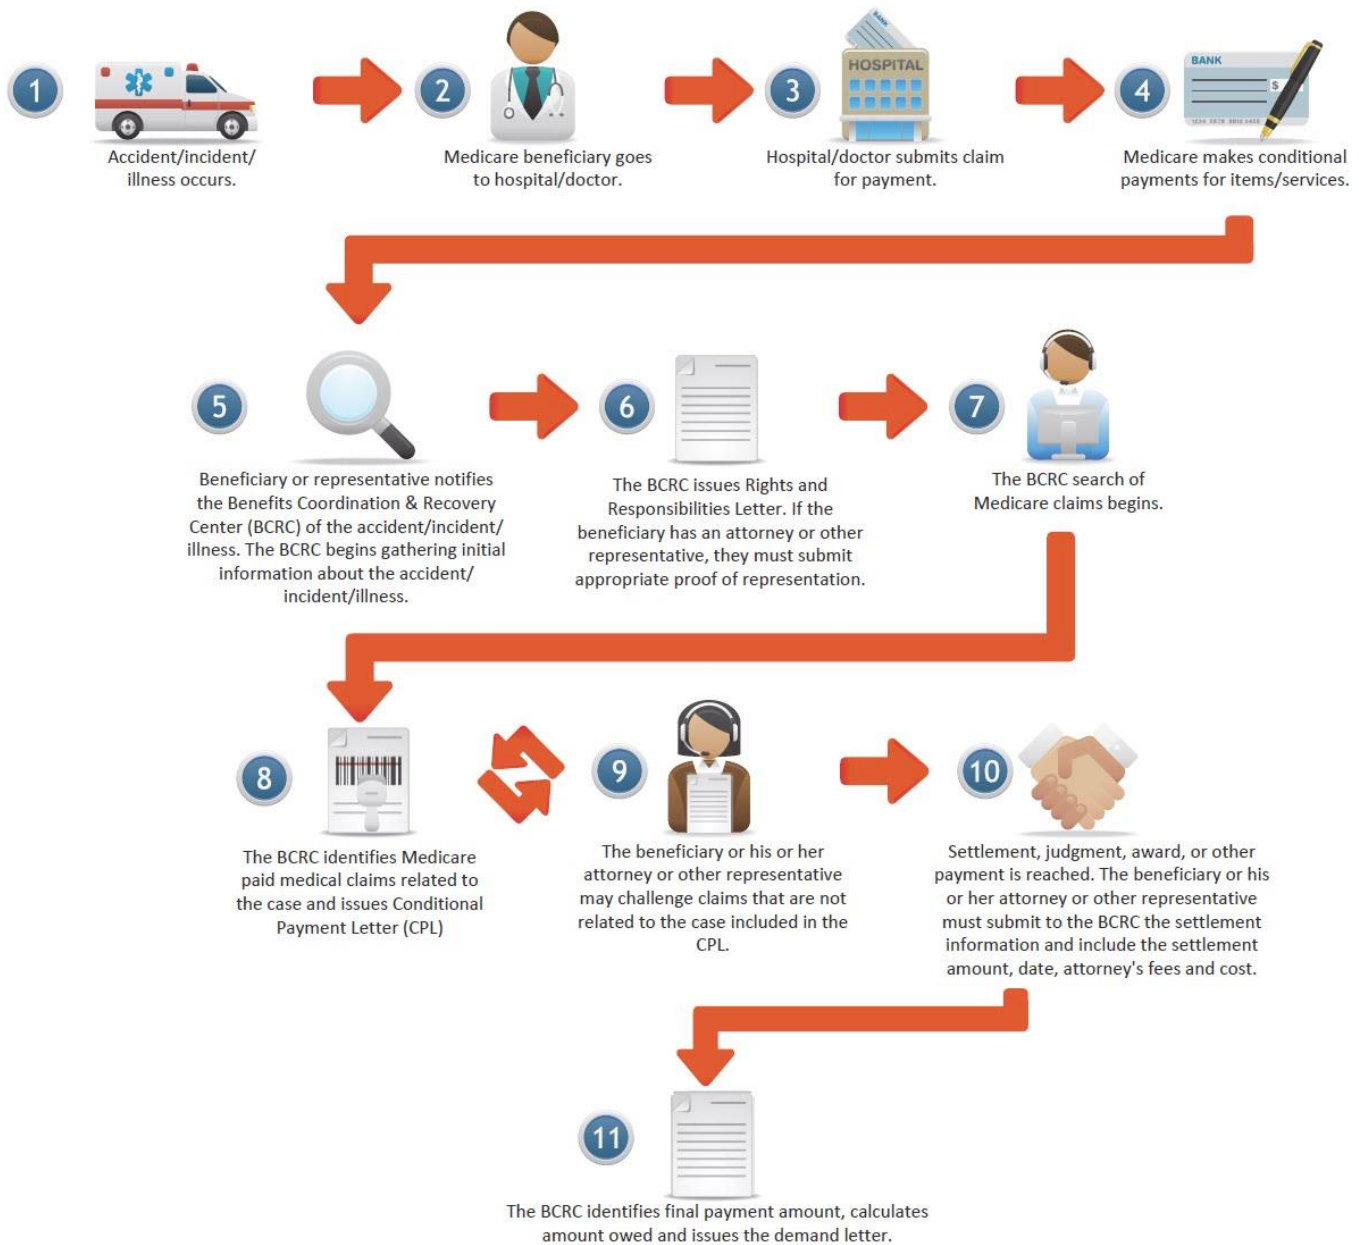 1
Accident/incident/
illness occurs.
2
Medicare beneficiary goes
to hospital/doctor.
BANK
HOSPITAL
3
Hospital/doctor submits claim
for payment.
BANK
$
4
Medicare makes conditional
payments for items/services.
5
Beneficiary or representative notifies
the Benefits Coordination & Recovery
Center (BCRC) of the accident/incident/
illness. The BCRC begins gathering initial
information about the accident/
incident/illness.
6
The BCRC issues Rights and
Responsibilities Letter. If the
beneficiary has an attorney or other
representative, they must submit
appropriate proof of representation.
7
The BCRC search of
Medicare claims begins.
8
The BCRC identifies Medicare
paid medical claims related to
the case and issues Conditional
Payment Letter (CPL)
9
The beneficiary or his or her
attorney or other representative
may challenge claims that are not
related to the case included in the
CPL.
10
Settlement, judgment, award, or other
payment is reached. The beneficiary or his
or her attorney or other representative
must submit to the BCRC the settlement
information and include the settlement
amount, date, attorney's fees and cost.
11
The BCRC identifies final payment amount, calculates
amount owed and issues the demand letter.